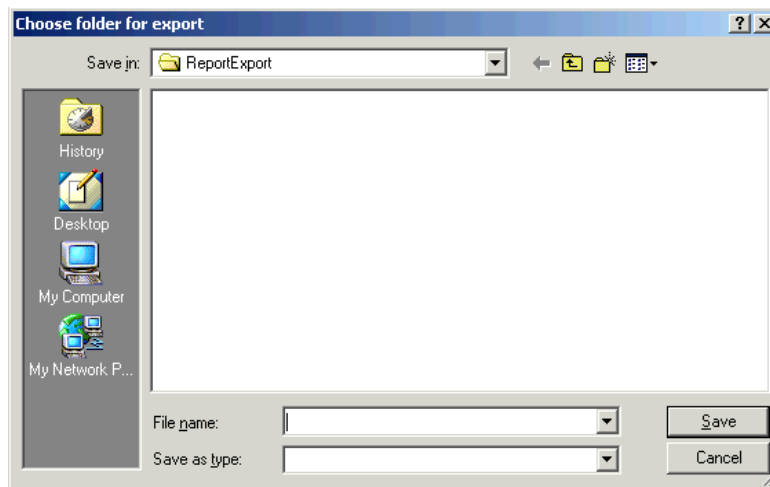 Choose folder for export
Save in: ReportExport
History
Desktop
My Computer
My Network P...
File name: Save
Save as type: Cancel